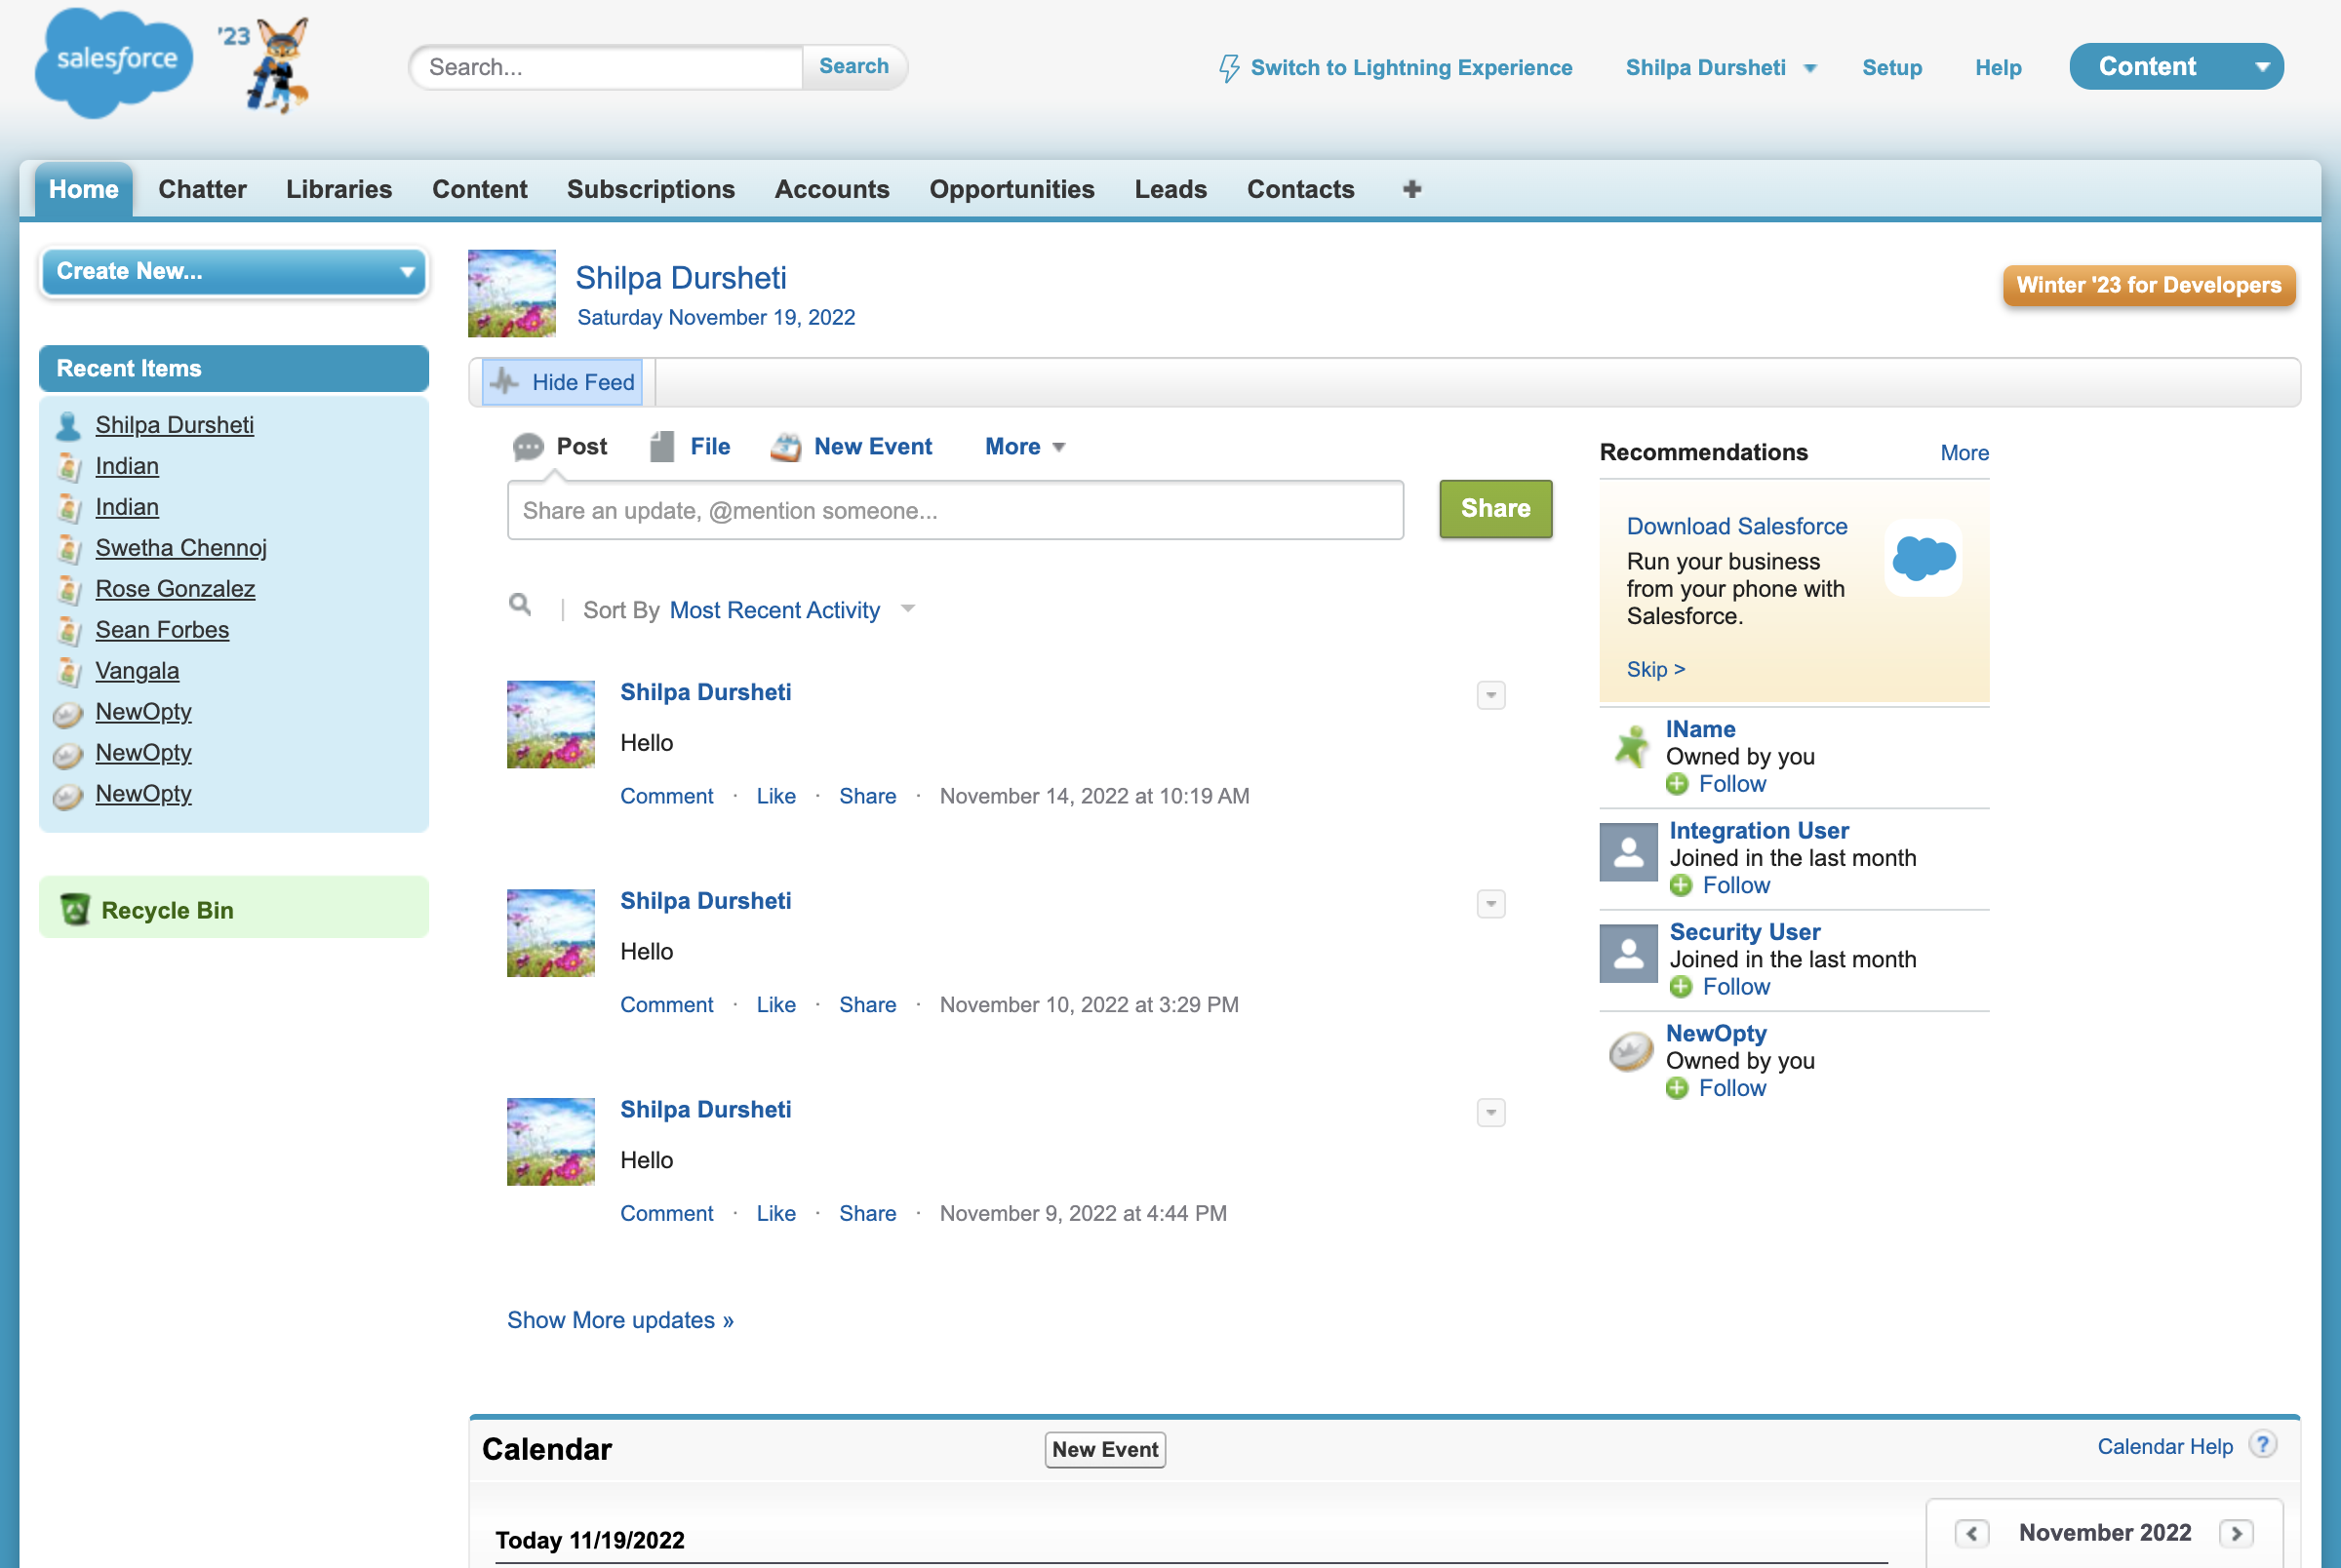 salesforce
'23
Search...
Search
Switch to Lightning Experience
Shilpa Dursheti
Setup
Help
Content
Home
Chatter
Libraries
Content
Subscriptions
Accounts
Opportunities
Leads
Contacts
Create New...
Recent Items
Shilpa Dursheti
Indian
Indian
Swetha Chennoj
Rose Gonzalez
Sean Forbes
Vangala
NewOpty
NewOpty
NewOpty
Recycle Bin
Shilpa Dursheti
Saturday November 19, 2022
Winter '23 for Developers
Hide Feed
Post
File
New Event
More
Share an update, @mention someone...
Share
Sort By Most Recent Activity
Shilpa Dursheti
Hello
Comment · Like · Share · November 14, 2022 at 10:19 AM
Shilpa Dursheti
Hello
Comment · Like · Share · November 10, 2022 at 3:29 PM
Shilpa Dursheti
Hello
Comment · Like · Share · November 9, 2022 at 4:44 PM
Show More updates »
Recommendations
More
Download Salesforce
Run your business
from your phone with
Salesforce.
Skip >
lName
Owned by you
Follow
Integration User
Joined in the last month
Follow
Security User
Joined in the last month
Follow
NewOpty
Owned by you
Follow
Calendar
New Event
Calendar Help ?
Today 11/19/2022
November 2022